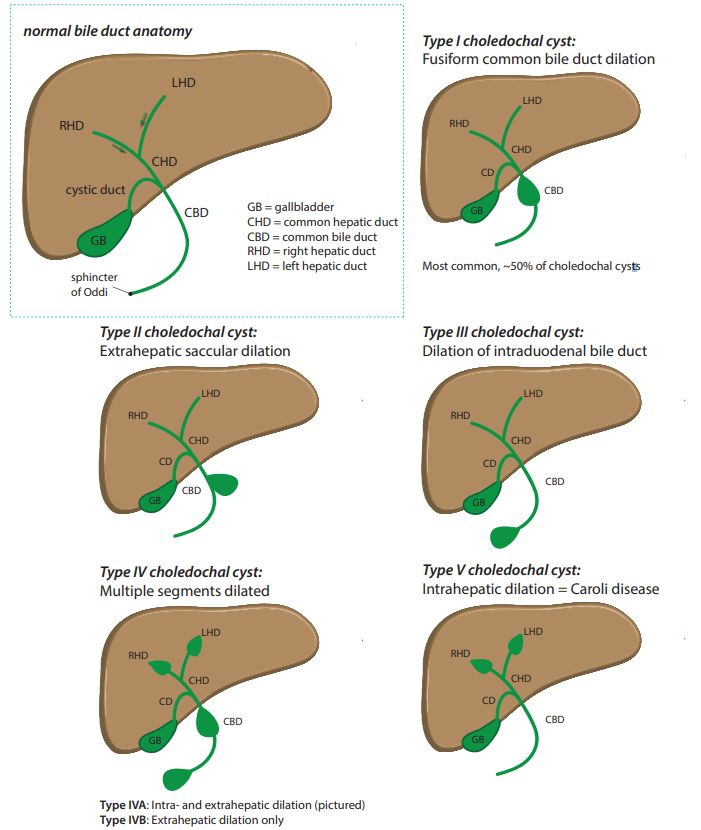 normal bile duct anatomy
LHD
RHD
CHD
cystic duct
CBD
GB
sphincter
of Oddi
GB = gallbladder
CHD = common hepatic duct
CBD = common bile duct
RHD = right hepatic duct
LHD = left hepatic duct
Type I choledochal cyst:
Fusiform common bile duct dilation
LHD
RHD
CHD
CD
CBD
GB
Most common, ~50% of choledochal cysts
Type II choledochal cyst:
Extrahepatic saccular dilation
LHD
RHD
CHD
CD
CBD
GB
Type III choledochal cyst:
Dilation of intraduodenal bile duct
LHD
RHD
CHD
CD
CBD
GB
Type IV choledochal cyst:
Multiple segments dilated
LHD
RHD
CHD
CD
CBD
GB
Type IVA: Intra- and extrahepatic dilation (pictured)
Type IVB: Extrahepatic dilation only
Type V choledochal cyst:
Intrahepatic dilation = Caroli disease
LHD
RHD
CHD
CD
CBD
GB